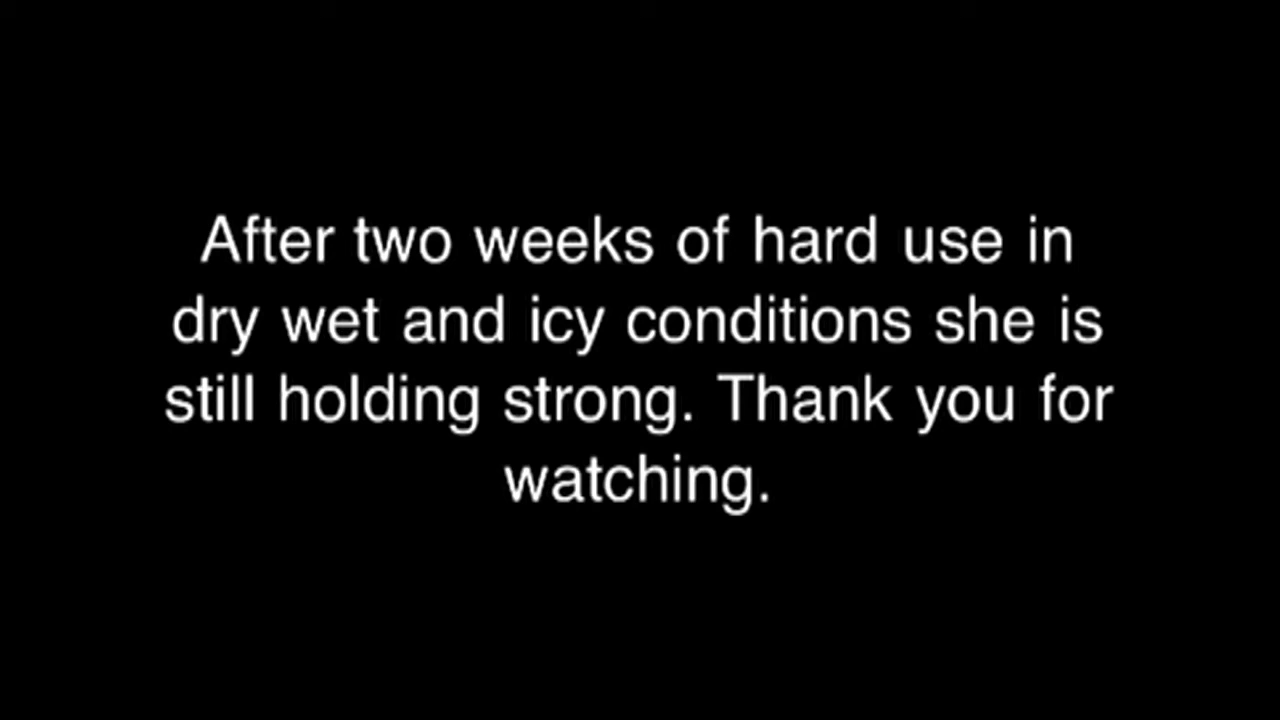 After two weeks of hard use in
dry wet and icy conditions she is
still holding strong. Thank you for
watching.